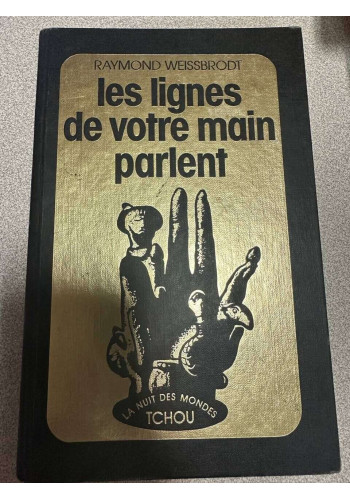 RAYMOND WEISSBRODT
les lignes
de votre main
parlent
LA NUIT DES MONDES
TCHOU